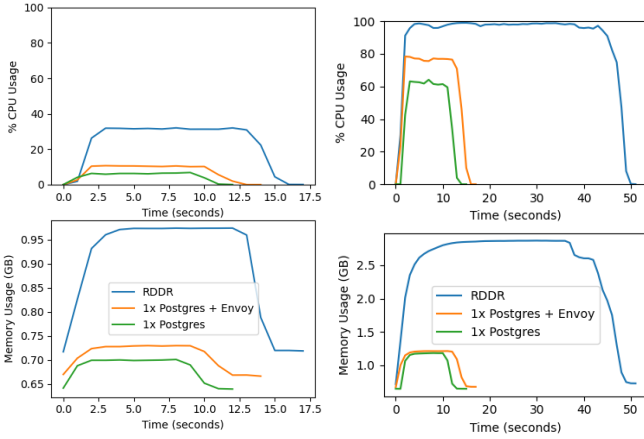 100
80
60
40
20
0
% CPU Usage
0.0 2.5 5.0 7.5 10.0 12.5 15.0 17.5
Time (seconds)
100
80
60
40
20
0
% CPU Usage
0 10 20 30 40 50
Time (seconds)
0.95
0.90
0.85
0.80
0.75
0.70
0.65
Memory Usage (GB)
RDDR
1x Postgres + Envoy
1x Postgres
0.0 2.5 5.0 7.5 10.0 12.5 15.0 17.5
Time (seconds)
2.5
2.0
1.5
1.0
Memory Usage (GB)
RDDR
1x Postgres + Envoy
1x Postgres
0 10 20 30 40 50
Time (seconds)